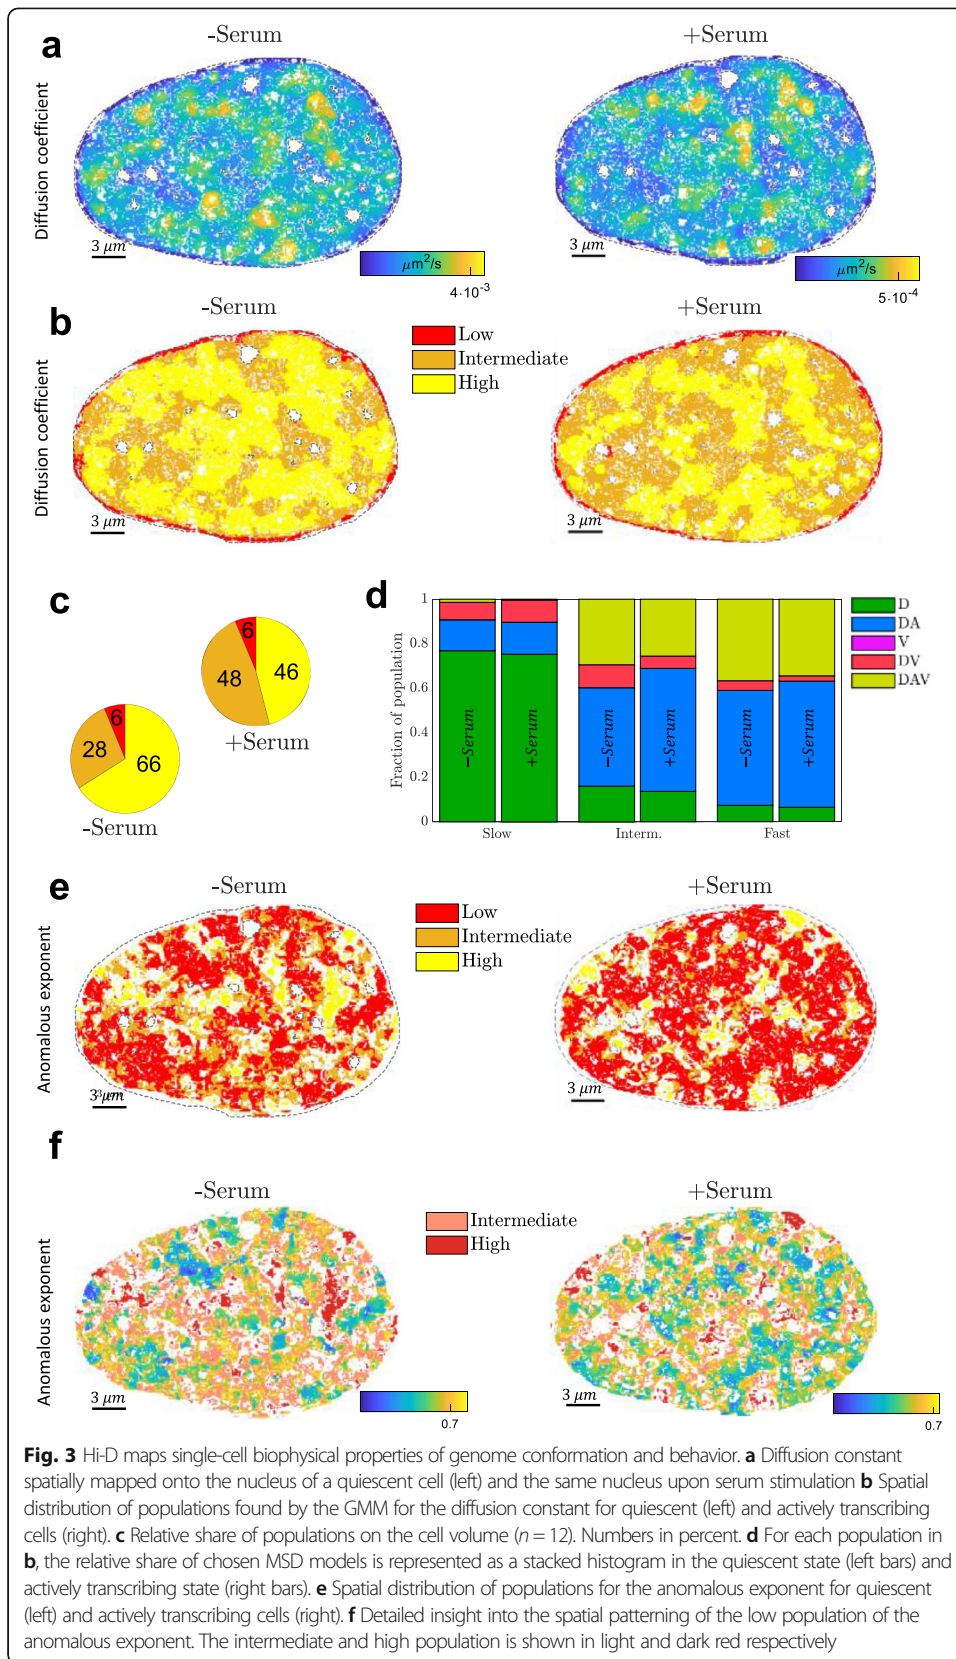 a
-Serum
+Serum
Diffusion coefficient
3 μm
μm²/s
4·10⁻³
3 μm
μm²/s
5·10⁻⁴
b
-Serum
+Serum
Diffusion coefficient
Low
Intermediate
High
3 μm
3 μm
c
6
28
66
-Serum
6
48
46
+Serum
d
Fraction of population
1
0.8
0.6
0.4
0.2
0
−Serum
+Serum
−Serum
+Serum
−Serum
+Serum
Slow
Interm.
Fast
D
DA
V
DV
DAV
e
-Serum
+Serum
Anomalous exponent
Low
Intermediate
High
3 μm
3 μm
f
-Serum
+Serum
Anomalous exponent
Intermediate
High
3 μm
0.7
3 μm
0.7
Fig. 3 Hi-D maps single-cell biophysical properties of genome conformation and behavior. a Diffusion constant
spatially mapped onto the nucleus of a quiescent cell (left) and the same nucleus upon serum stimulation b Spatial
distribution of populations found by the GMM for the diffusion constant for quiescent (left) and actively transcribing
cells (right). c Relative share of populations on the cell volume (n = 12). Numbers in percent. d For each population in
b, the relative share of chosen MSD models is represented as a stacked histogram in the quiescent state (left bars) and
actively transcribing state (right bars). e Spatial distribution of populations for the anomalous exponent for quiescent
(left) and actively transcribing cells (right). f Detailed insight into the spatial patterning of the low population of the
anomalous exponent. The intermediate and high population is shown in light and dark red respectively